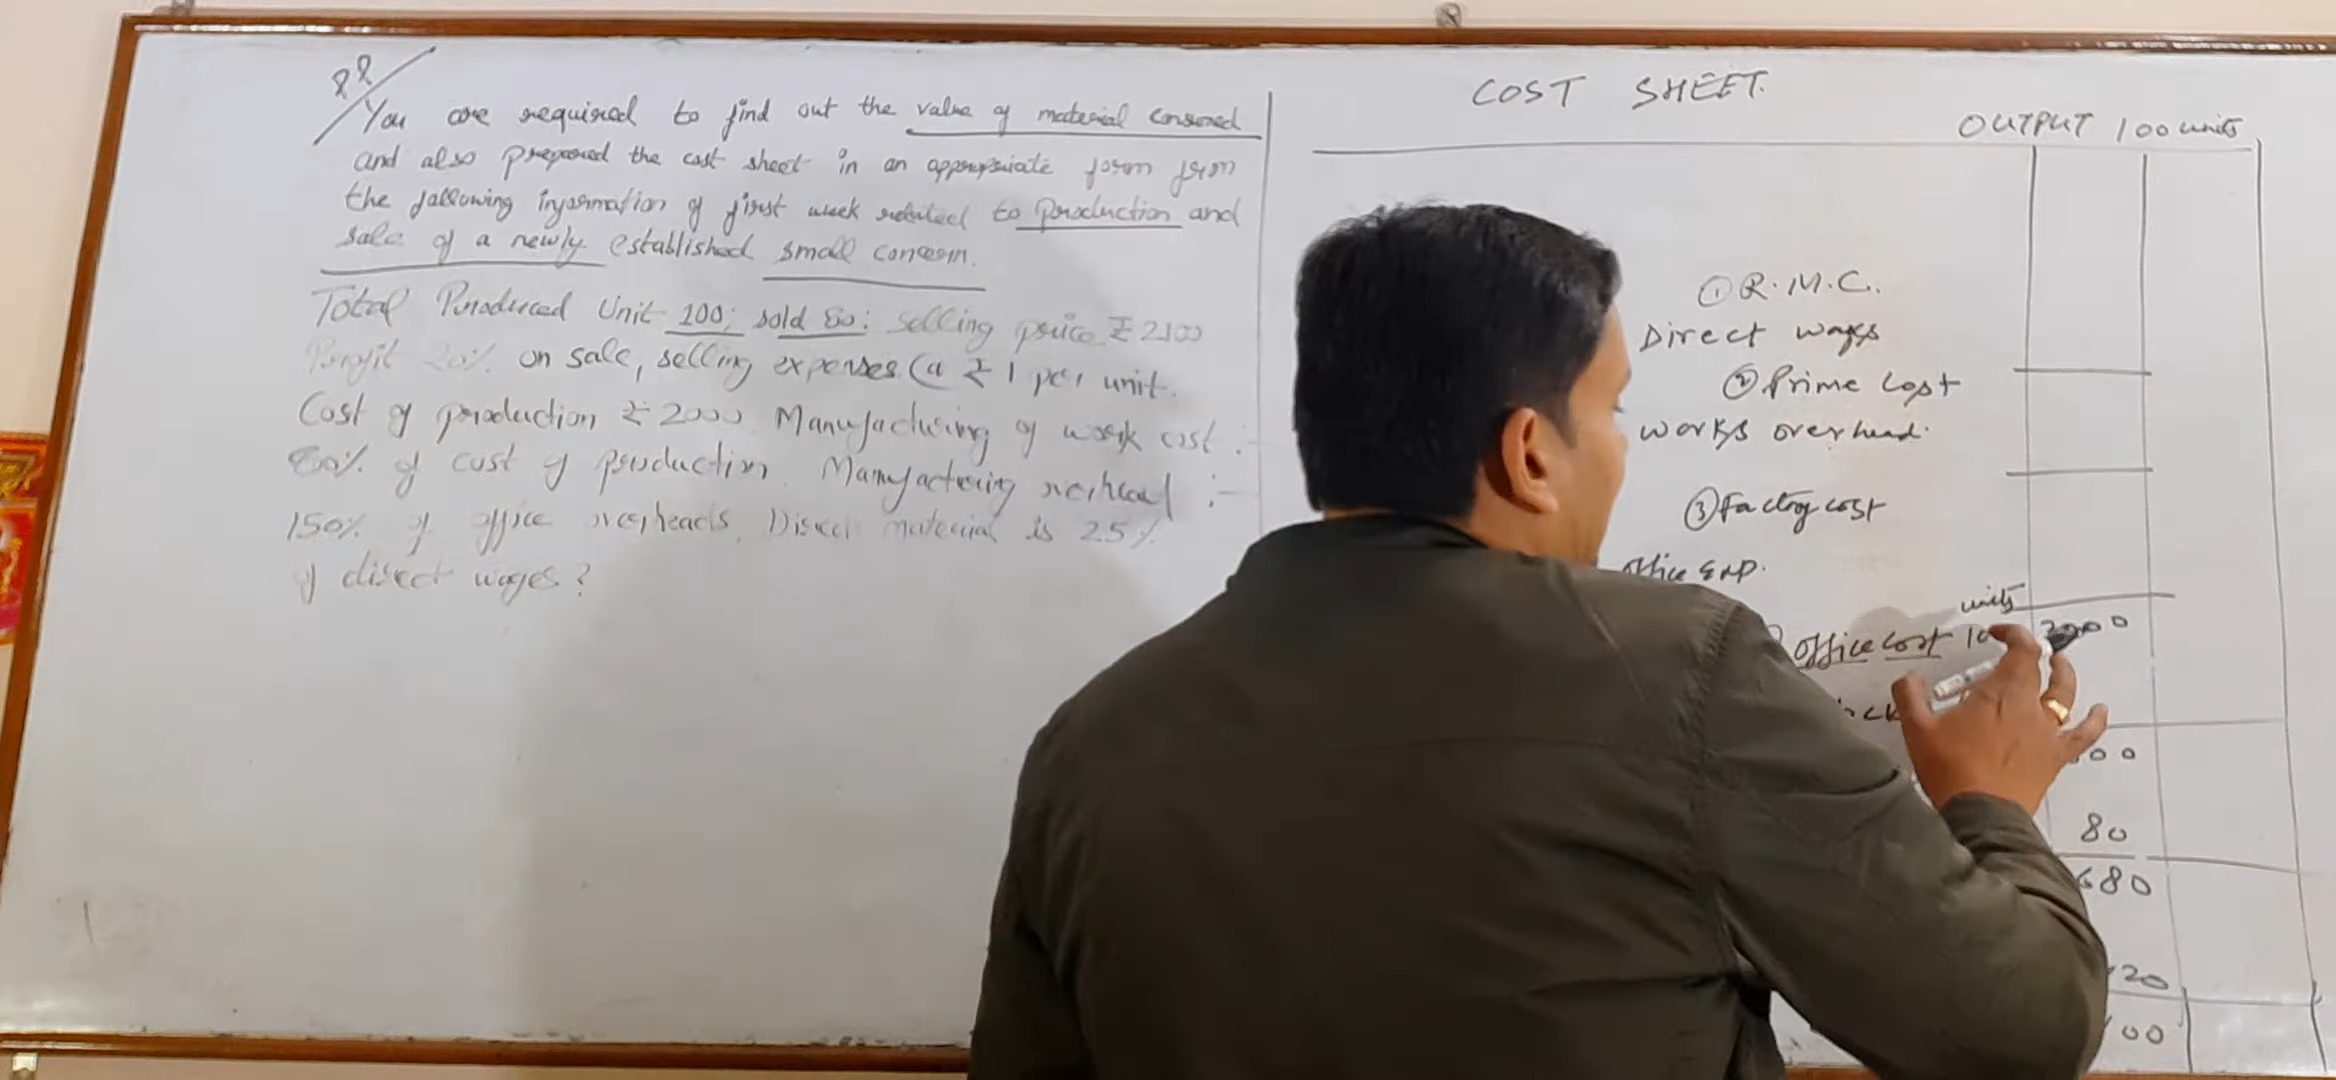 You are required to find out the value of material consumed
and also prepared the cost sheet in an appropriate form from
the following information of first week related to production and
sale of a newly established small concern.
Total Produced Unit 100; sold 80: selling price ₹ 2100
Profit 20% on sale, selling expenses @ ₹ 1 per unit.
Cost of production ₹ 2000 Manufacturing of work cost :-
80% of cost of production. Manufactering overhead :-
150% of office overheads. Direct material is 25%
of direct wages?
COST SHEET.
OUTPUT 100 units
① R.M.C.
Direct wages
② Prime Cost
works overhead.
③ Factory cost
office Exp.
units
office cost
000
00
80
680
20
00